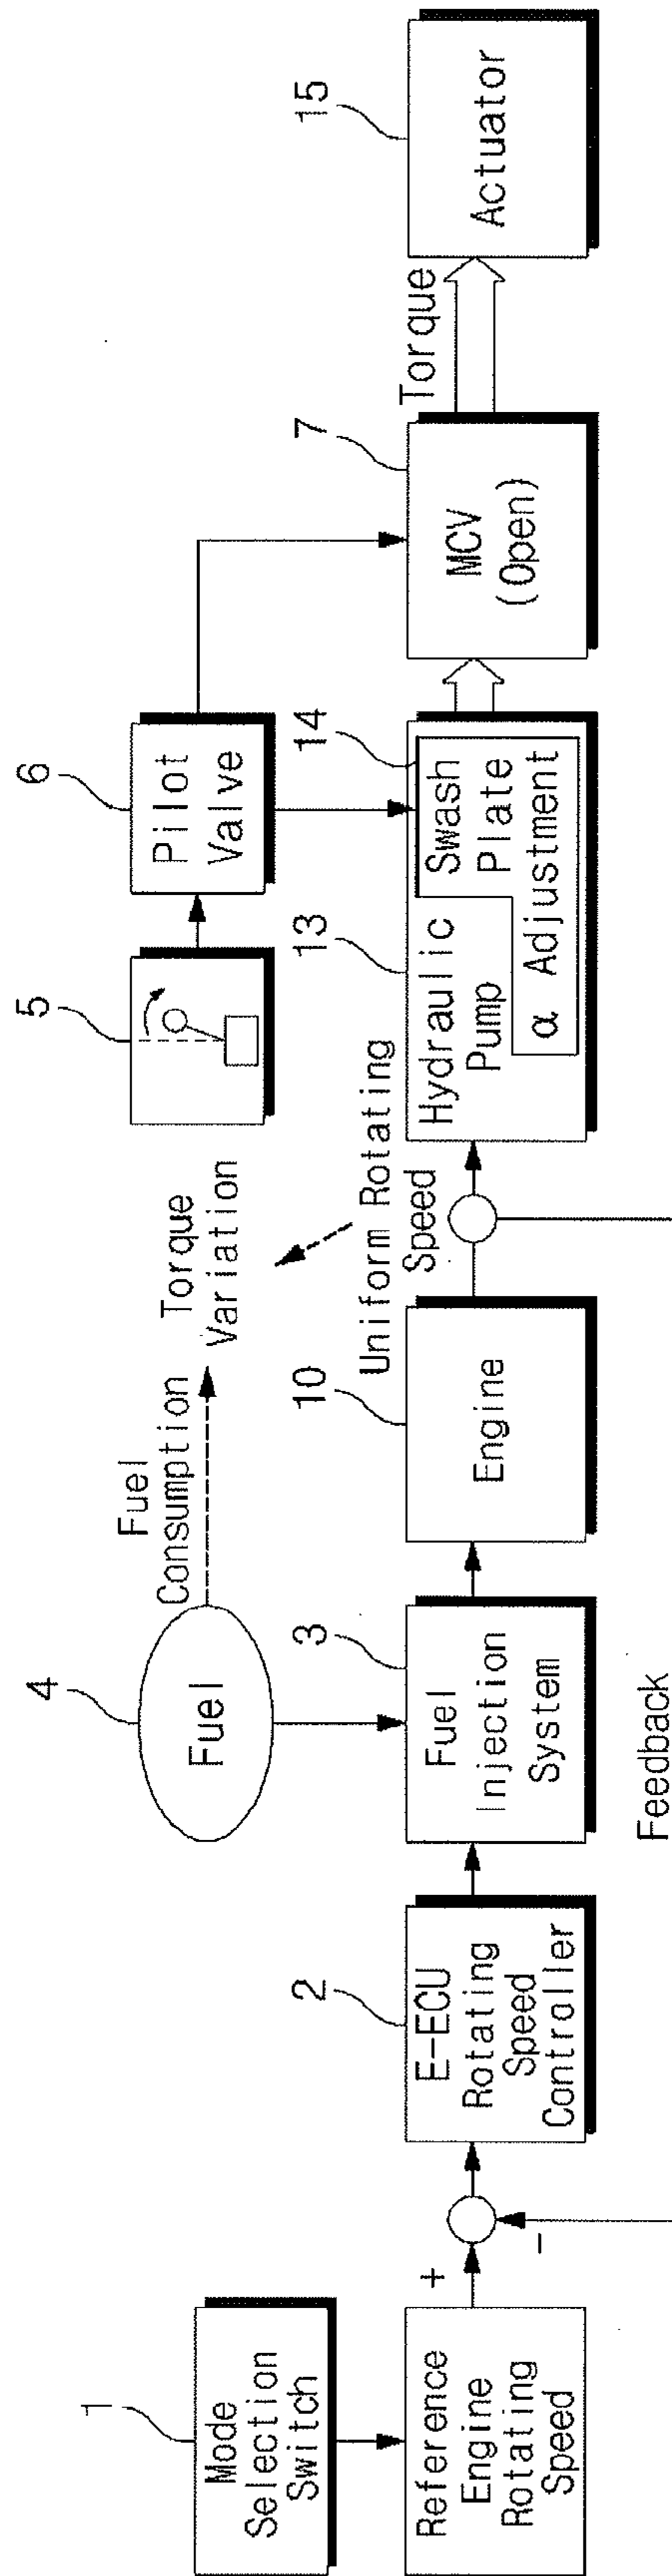 1
Mode
Selection
Switch
Reference
Engine
Rotating
Speed
+
-
2
E-ECU
Rotating
Speed
Controller
4
Fuel
Fuel
Consumption
Torque
Variation
3
Fuel
Injection
System
Feedback
10
Engine
Uniform Rotating
Speed
5
6
Pilot
Valve
13
Hydraulic
Pump
14
Swash
Plate
α Adjustment
7
MCV
(Open)
Torque
15
Actuator